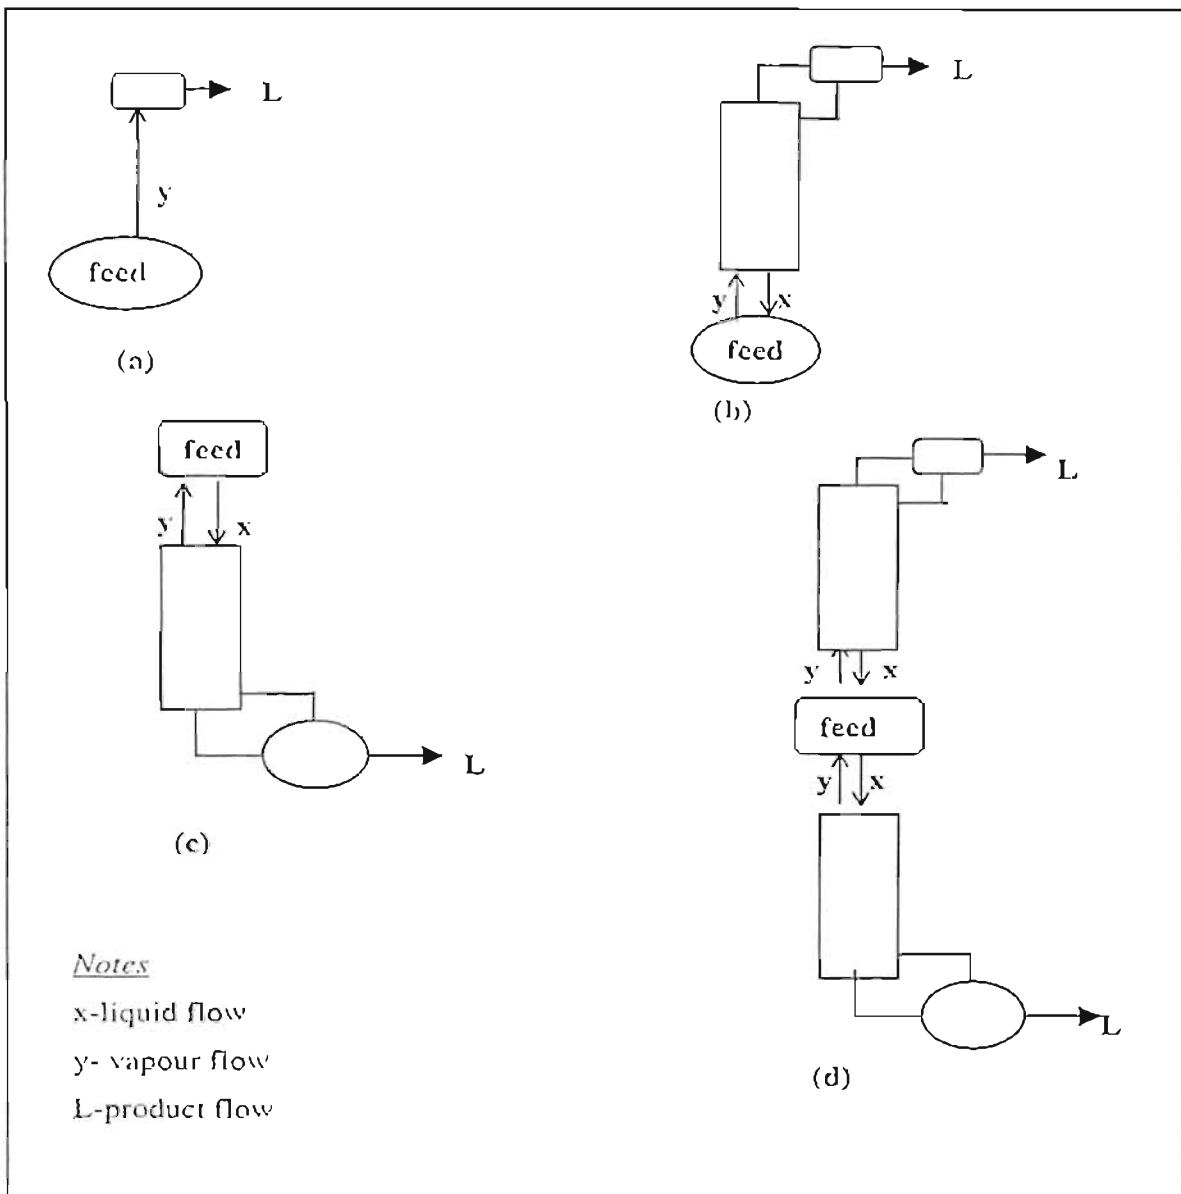 L
y
feed
(a)
L
y x
feed
(b)
feed
y x
L
(c)
L
y x
feed
y x
L
(d)
Notes
x-liquid flow
y- vapour flow
L-product flow